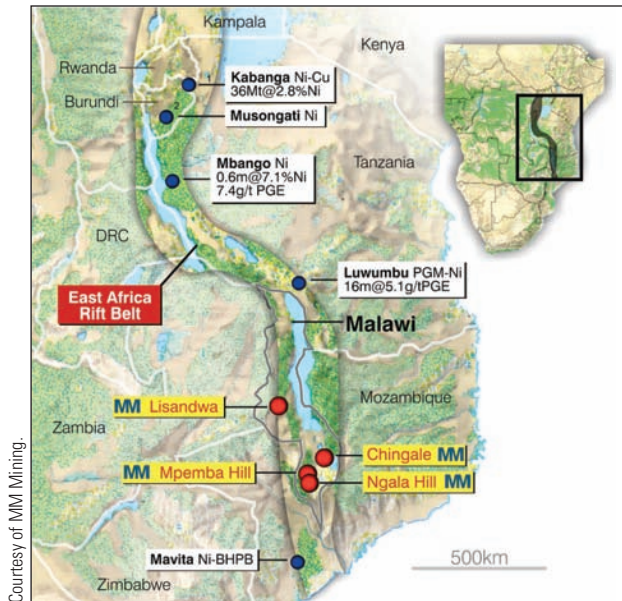 Kampala
Kenya
Rwanda
1
Kabanga Ni-Cu
36Mt@2.8%Ni
Burundi
2
Musongati Ni
Mbango Ni
0.6m@7.1%Ni
7.4g/t PGE
Tanzania
DRC
Luwumbu PGM-Ni
16m@5.1g/tPGE
East Africa
Rift Belt
Malawi
MM Lisandwa
Mozambique
Zambia
Chingale MM
MM Mpemba Hill
Ngala Hill MM
Mavita Ni-BHPB
500km
Zimbabwe
Courtesy of MM Mining.